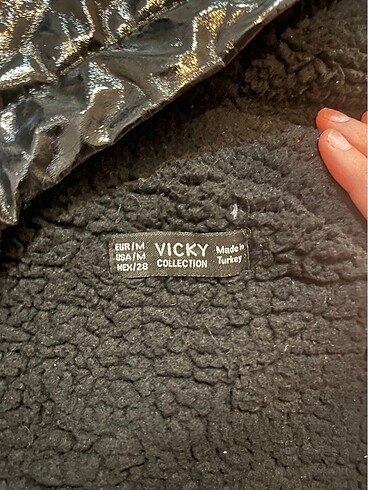 EUR/M
USA/M
MEX/28
VICKY
COLLECTION
Made in
Turkey